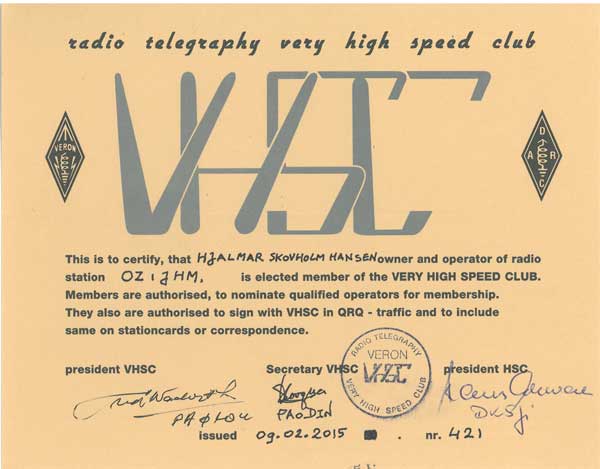 radio telegraphy very high speed club
VHSC
VERON
DARC
This is to certify, that HJALMAR SKOVHOLM HANSEN owner and operator of radio
station OZ1JHM. is elected member of the VERY HIGH SPEED CLUB.
Members are authorised, to nominate qualified operators for membership.
They also are authorised to sign with VHSC in QRQ - traffic and to include
same on stationcards or correspondence.
president VHSC Secretary VHSC president HSC
RADIO TELEGRAPHY
VERON
VHSC
VERY HIGH SPEED CLUB
PAØLOU PAØDIN
issued 09.02.2015 . nr. 421